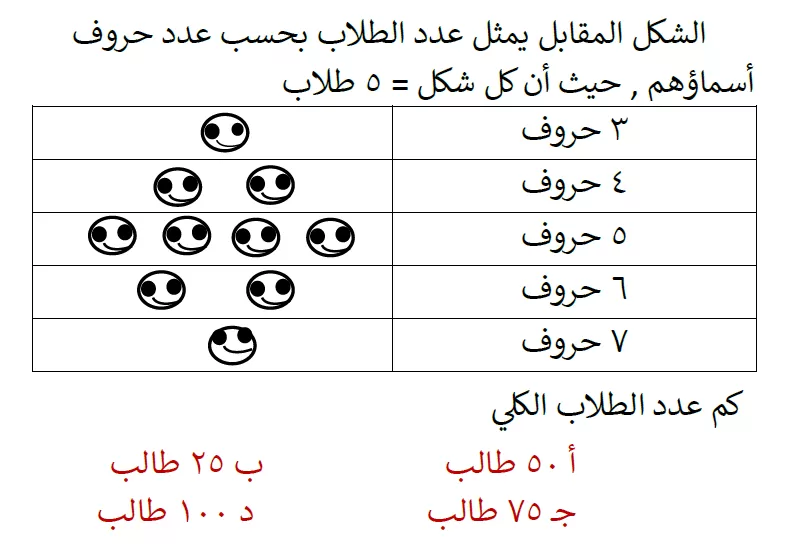 الشكل المقابل يمثل عدد الطلاب بحسب عدد حروف
أسماؤهم , حيث أن كل شكل = ٥ طلاب
٣ حروف
٤ حروف
٥ حروف
٦ حروف
٧ حروف
كم عدد الطلاب الكلي
أ ٥٠ طالب ب ٢٥ طالب
جـ ٧٥ طالب د ١٠٠ طالب